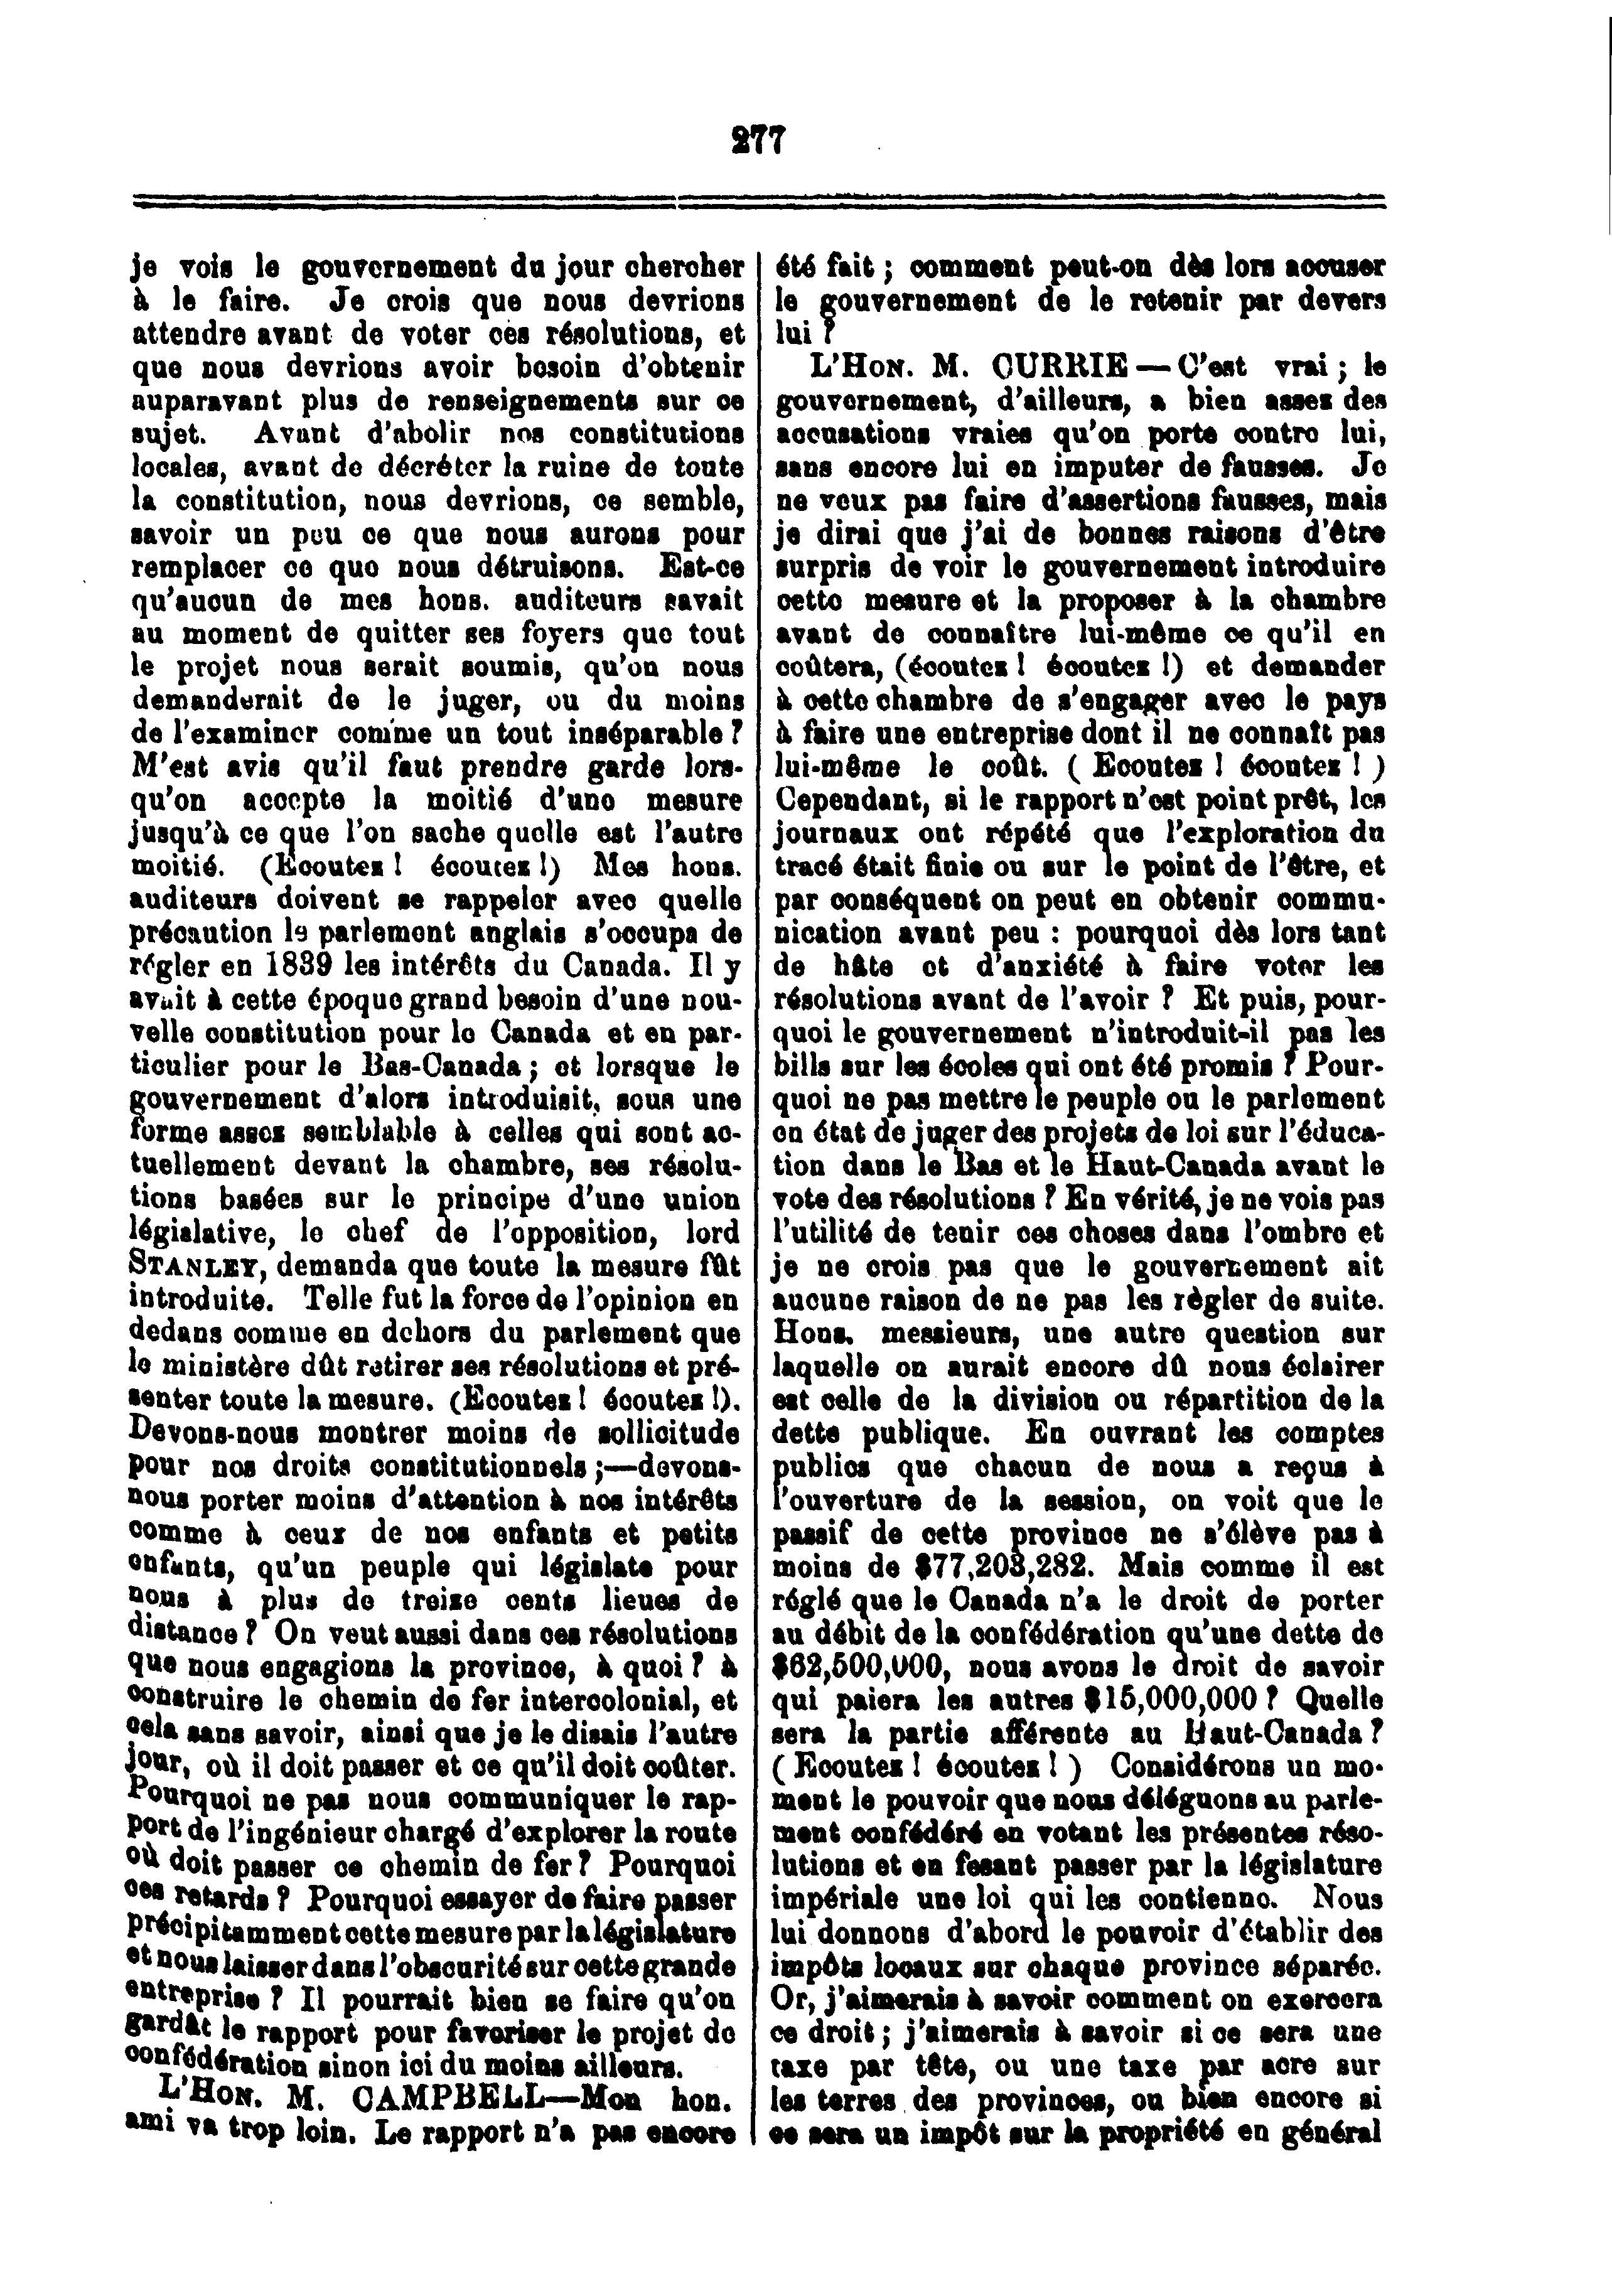 277
je vois le gouvernement du jour chercher
à le faire. Je crois que nous devrions
attendre avant de voter ces résolutions, et
que nous devrions avoir besoin d'obtenir
auparavant plus de renseignements sur ce
sujet. Avant d'abolir nos constitutions
locales, avant de décréter la ruine de toute
la constitution, nous devrions, ce semble,
savoir un peu ce que nous aurons pour
remplacer ce que nous détruisons. Est-ce
qu'aucun de mes hons. auditeurs savait
au moment de quitter ses foyers que tout
le projet nous serait soumis, qu'on nous
demanderait de le juger, ou du moins
de l'examiner comme un tout inséparable ?
M'est avis qu'il faut prendre garde lors-
qu'on accepte la moitié d'une mesure
jusqu'à ce que l'on sache quelle est l'autre
moitié. (Ecoutez ! écoutez !) Mes hons.
auditeurs doivent se rappeler avec quelle
précaution le parlement anglais s'occupa de
régler en 1839 les intérêts du Canada. Il y
avait à cette époque grand besoin d'une nou-
velle constitution pour le Canada et en par-
ticulier pour le Bas-Canada ; et lorsque le
gouvernement d'alors introduisit, sous une
forme assez semblable à celles qui sont ac-
tuellement devant la chambre, ses résolu-
tions basées sur le principe d'une union
législative, le chef de l'opposition, lord
STANLEY, demanda que toute la mesure fût
introduite. Telle fut la force de l'opinion en
dedans comme en dehors du parlement que
le ministère dût retirer ses résolutions et pré-
senter toute la mesure. (Ecoutez ! écoutez !).
Devons-nous montrer moins de sollicitude
pour nos droits constitutionnels ;—devons-
nous porter moins d'attention à nos intérêts
comme à ceux de nos enfants et petits
enfants, qu'un peuple qui législate pour
nous à plus de treize cents lieues de
distance ? On veut aussi dans ces résolutions
que nous engagions la province, à quoi ? à
construire le chemin de fer intercolonial, et
cela sans savoir, ainsi que je le disais l'autre
jour, où il doit passer et ce qu'il doit coûter.
Pourquoi ne pas nous communiquer le rap-
port de l'ingénieur chargé d'explorer la route
où doit passer ce chemin de fer ? Pourquoi
ces retards ? Pourquoi essayer de faire passer
précipitamment cette mesure par la législature
et nous laisser dans l'obscurité sur cette grande
entreprise ? Il pourrait bien se faire qu'on
gardât le rapport pour favoriser le projet de
confédération sinon ici du moins ailleurs.
L'HON. M. CAMPBELL—Mon hon.
ami va trop loin. Le rapport n'a pas encore
été fait ; comment peut-on dès lors accuser
le gouvernement de le retenir par devers
lui ?
L'HON. M. CURRIE — C'est vrai ; le
gouvernement, d'ailleurs, a bien assez des
accusations vraies qu'on porte contre lui,
sans encore lui en imputer de fausses. Je
ne veux pas faire d'assertions fausses, mais
je dirai que j'ai de bonnes raisons d'être
surpris de voir le gouvernement introduire
cette mesure et la proposer à la chambre
avant de connaître lui-même ce qu'il en
coûtera, (écoutez ! écoutez !) et demander
à cette chambre de s'engager avec le pays
à faire une entreprise dont il ne connaît pas
lui-même le coût. ( Ecoutez ! écoutez ! )
Cependant, si le rapport n'est point prêt, les
journaux ont répété que l'exploration du
tracé était finie ou sur le point de l'être, et
par conséquent on peut en obtenir commu-
nication avant peu : pourquoi dès lors tant
de hâte et d'anxiété à faire voter les
résolutions avant de l'avoir ? Et puis, pour-
quoi le gouvernement n'introduit-il pas les
bills sur les écoles qui ont été promis ? Pour-
quoi ne pas mettre le peuple ou le parlement
en état de juger des projets de loi sur l'éduca-
tion dans le Bas et le Haut-Canada avant le
vote des résolutions ? En vérité, je ne vois pas
l'utilité de tenir ces choses dans l'ombre et
je ne crois pas que le gouvernement ait
aucune raison de ne pas les règler de suite.
Hons. messieurs, une autre question sur
laquelle on aurait encore dû nous éclairer
est celle de la division ou répartition de la
dette publique. En ouvrant les comptes
publics que chacun de nous a reçus à
l'ouverture de la session, on voit que le
passif de cette province ne s'élève pas à
moins de $77,203,282. Mais comme il est
réglé que le Canada n'a le droit de porter
au débit de la confédération qu'une dette de
$62,500,000, nous avons le droit de savoir
qui paiera les autres $15,000,000 ? Quelle
sera la partie afférente au Haut-Canada ?
( Ecoutez ! écoutez ! ) Considérons un mo-
ment le pouvoir que nous déléguons au parle-
ment confédéré en votant les présentes réso-
lutions et en fesant passer par la législature
impériale une loi qui les contienne. Nous
lui donnons d'abord le pouvoir d'établir des
impôts locaux sur chaque province séparée.
Or, j'aimerais à savoir comment on exercera
ce droit ; j'aimerais à savoir si ce sera une
taxe par tête, ou une taxe par acre sur
les terres des provinces, ou bien encore si
ce sera un impôt sur la propriété en général